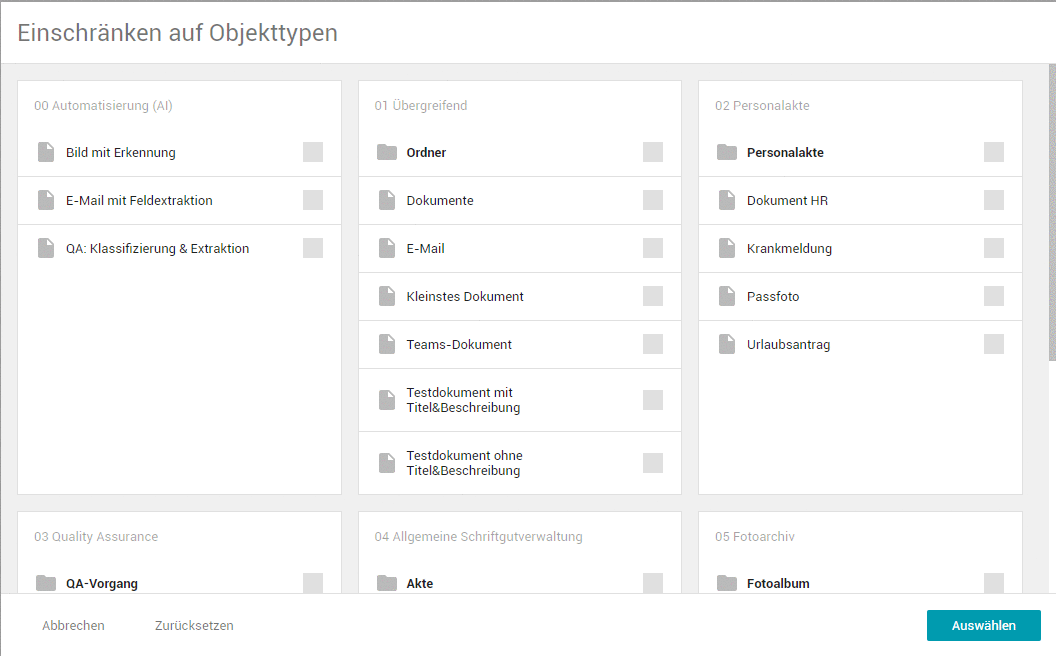 Einschränken auf Objekttypen
00 Automatisierung (AI)
Bild mit Erkennung
E-Mail mit Feldextraktion
QA: Klassifizierung & Extraktion
01 Übergreifend
Ordner
Dokumente
E-Mail
Kleinstes Dokument
Teams-Dokument
Testdokument mit
Titel&Beschreibung
Testdokument ohne
Titel&Beschreibung
02 Personalakte
Personalakte
Dokument HR
Krankmeldung
Passfoto
Urlaubsantrag
03 Quality Assurance
QA-Vorgang
04 Allgemeine Schriftgutverwaltung
Akte
05 Fotoarchiv
Fotoalbum
Abbrechen
Zurücksetzen
Auswählen